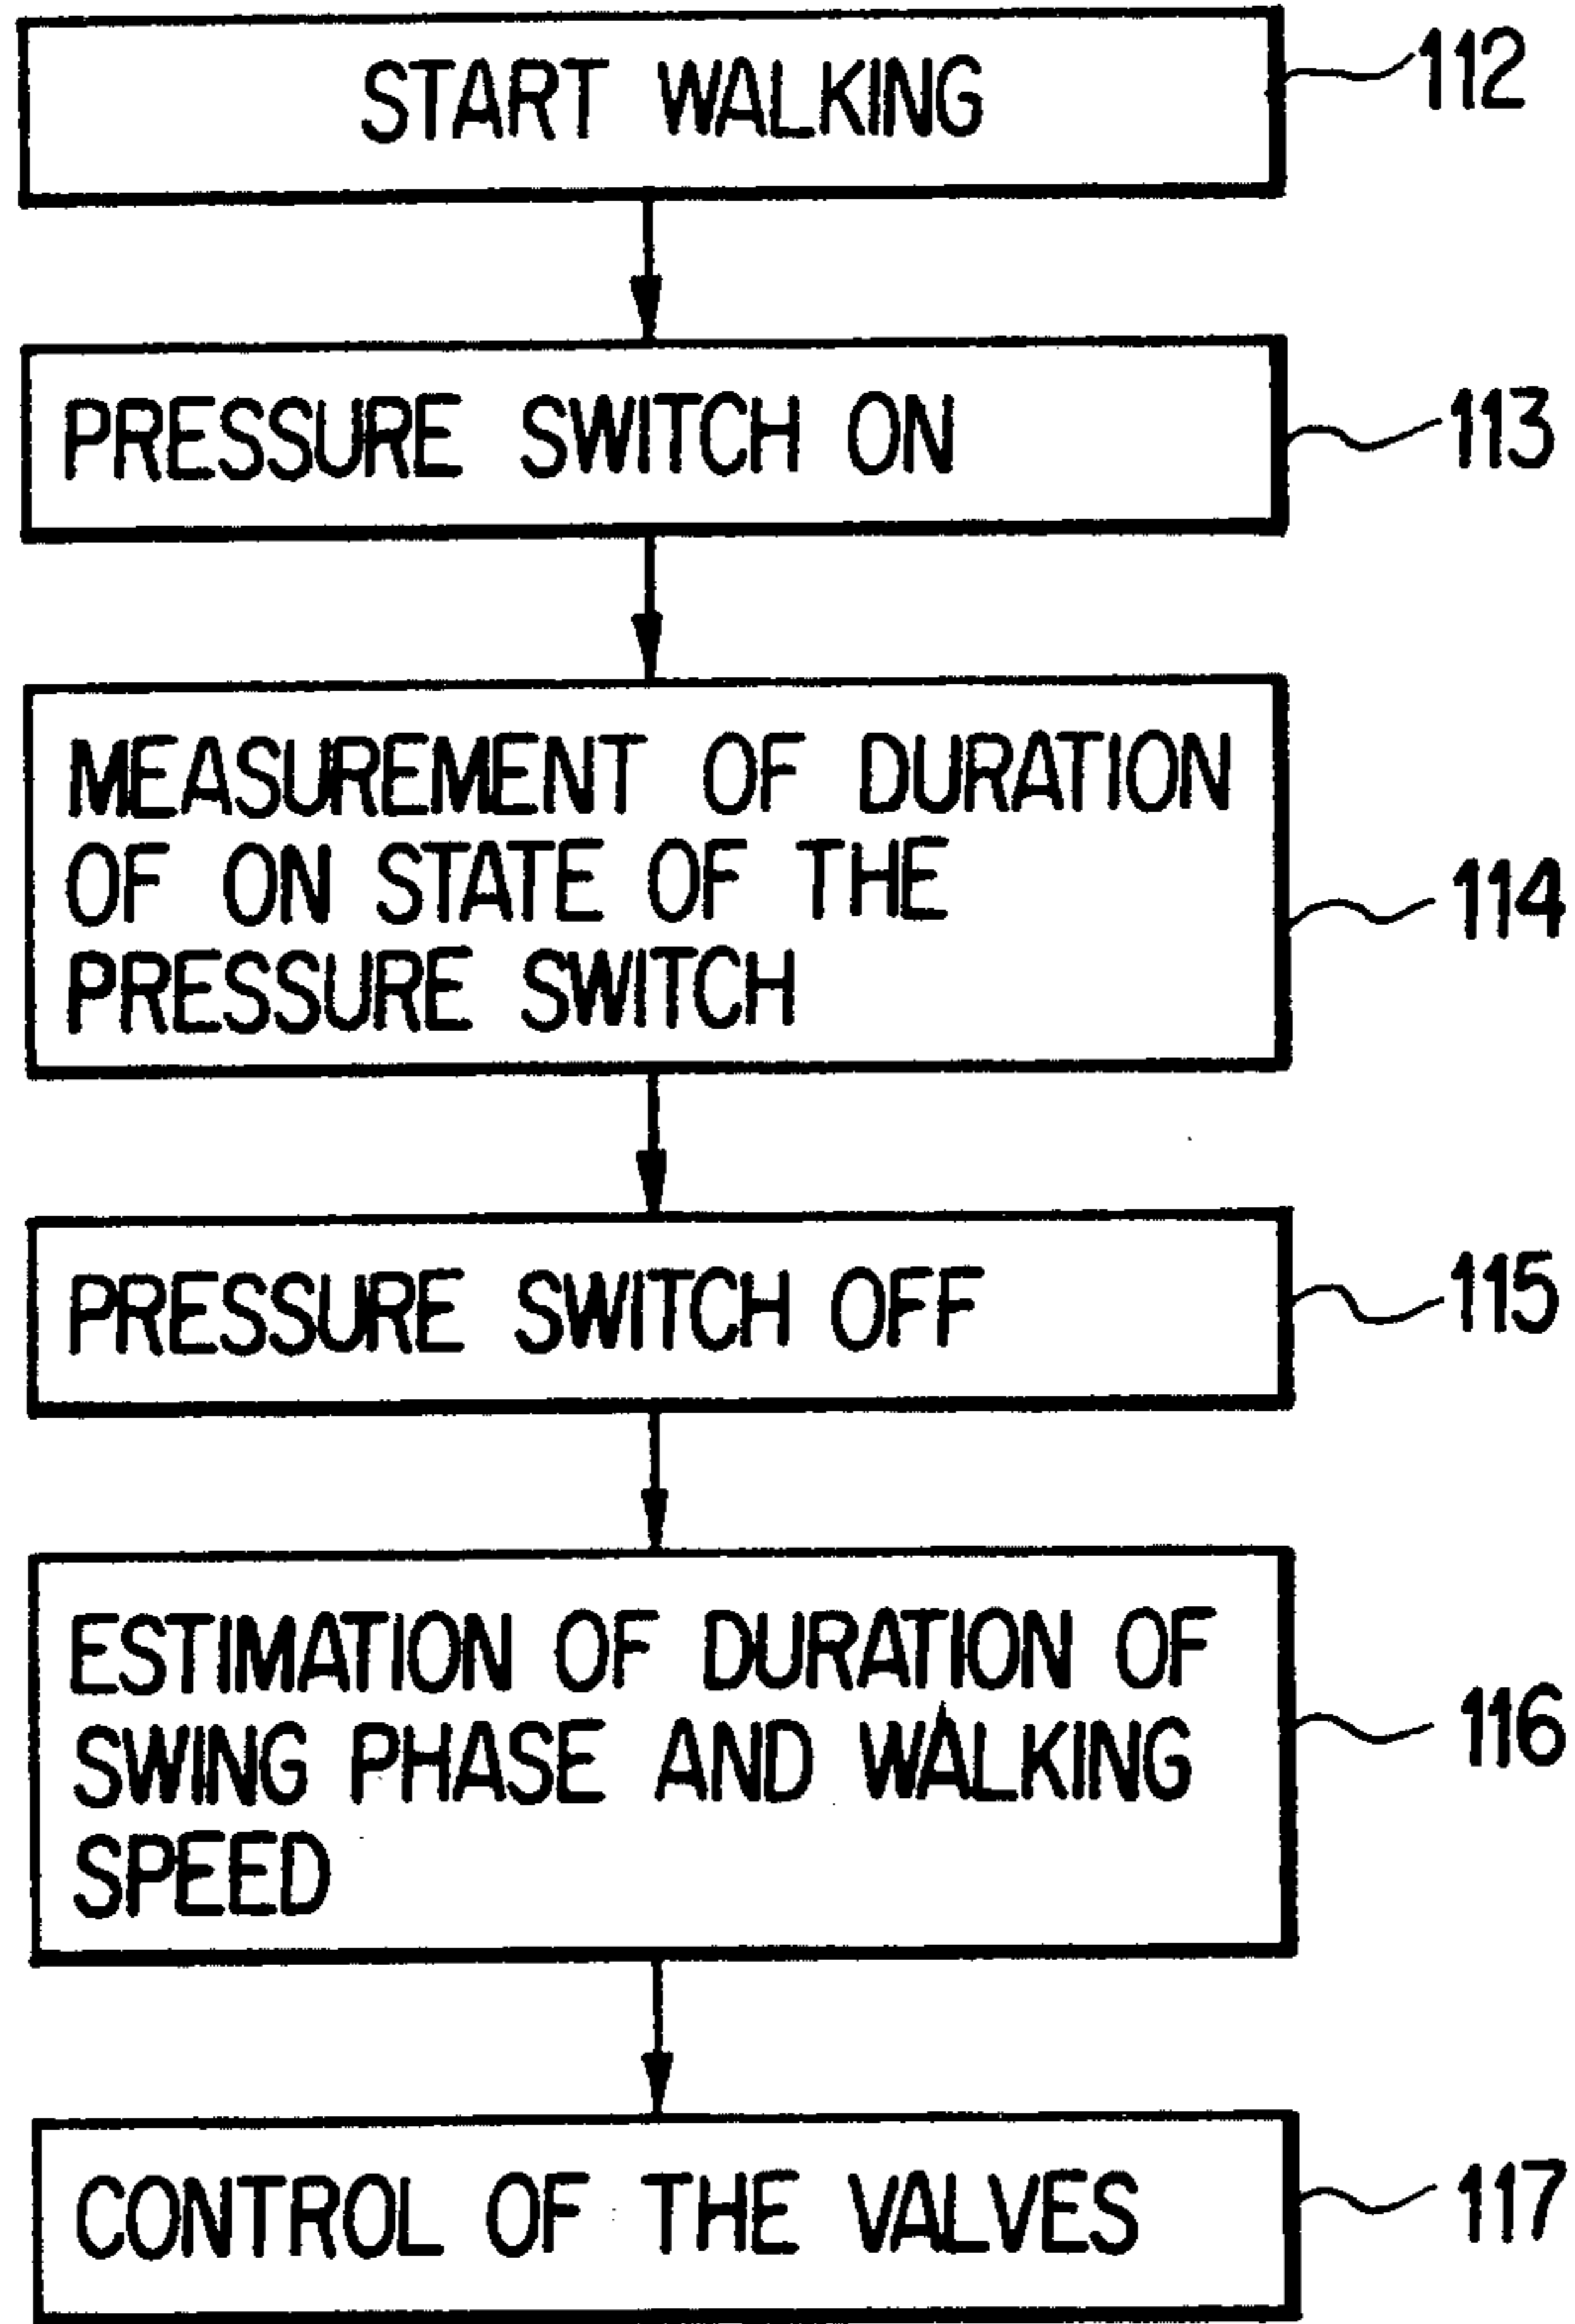 START WALKING
112
PRESSURE SWITCH ON
113
MEASUREMENT OF DURATION
OF ON STATE OF THE
PRESSURE SWITCH
114
PRESSURE SWITCH OFF
115
ESTIMATION OF DURATION OF
SWING PHASE AND WALKING
SPEED
116
CONTROL OF THE VALVES
117